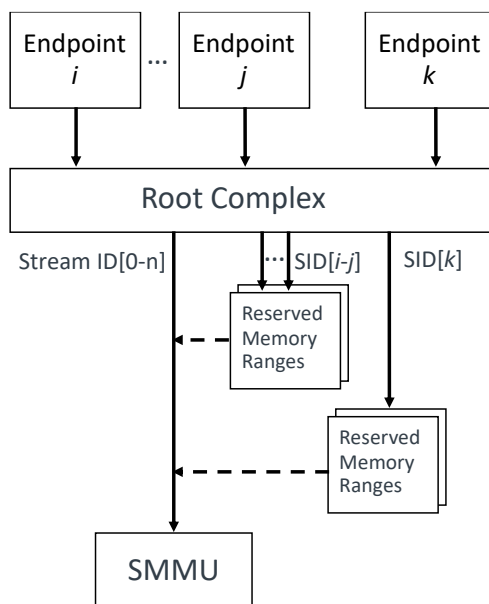 Endpoint
i
...
Endpoint
j
Endpoint
k
Root Complex
Stream ID[0-n]
...
SID[i-j]
SID[k]
Reserved
Memory
Ranges
Reserved
Memory
Ranges
SMMU